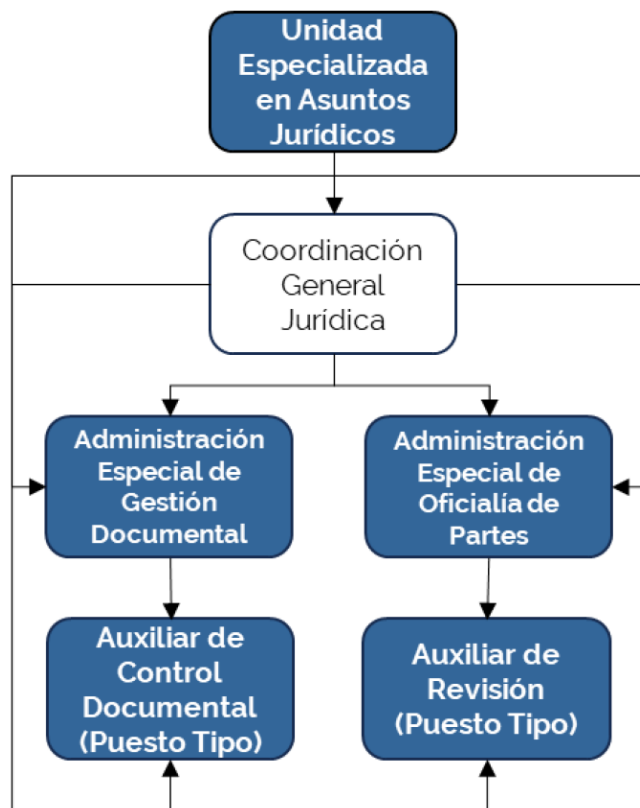 Unidad
Especializada
en Asuntos
Jurídicos
Coordinación
General
Jurídica
Administración
Especial de
Gestión
Documental
Administración
Especial de
Oficialía de
Partes
Auxiliar de
Control
Documental
(Puesto Tipo)
Auxiliar de
Revisión
(Puesto Tipo)